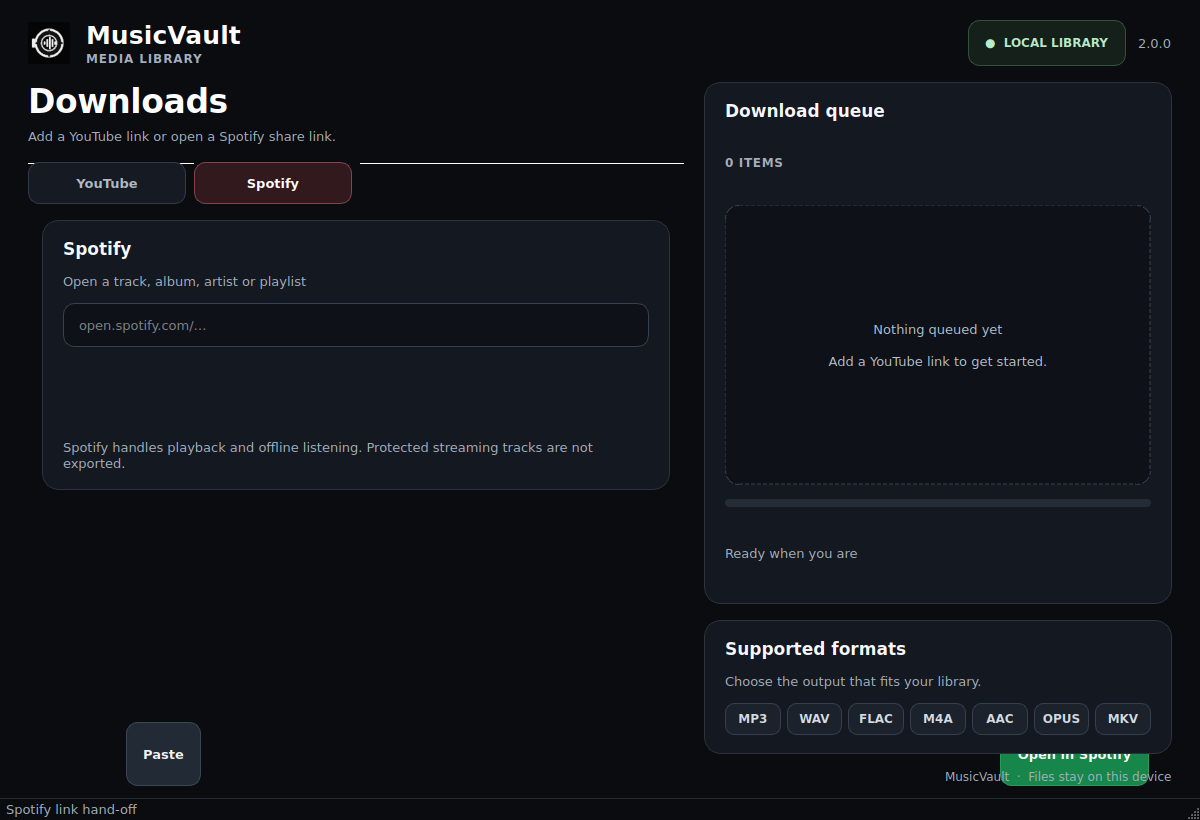 MusicVault
MEDIA LIBRARY
LOCAL LIBRARY
2.0.0
Downloads
Add a YouTube link or open a Spotify share link.
YouTube
Spotify
Spotify
Open a track, album, artist or playlist
open.spotify.com/...
Spotify handles playback and offline listening. Protected streaming tracks are not
exported.
Paste
Download queue
0 ITEMS
Nothing queued yet
Add a YouTube link to get started.
Ready when you are
Supported formats
Choose the output that fits your library.
MP3
WAV
FLAC
M4A
AAC
OPUS
MKV
Open in Spotify
MusicVault · Files stay on this device
Spotify link hand-off